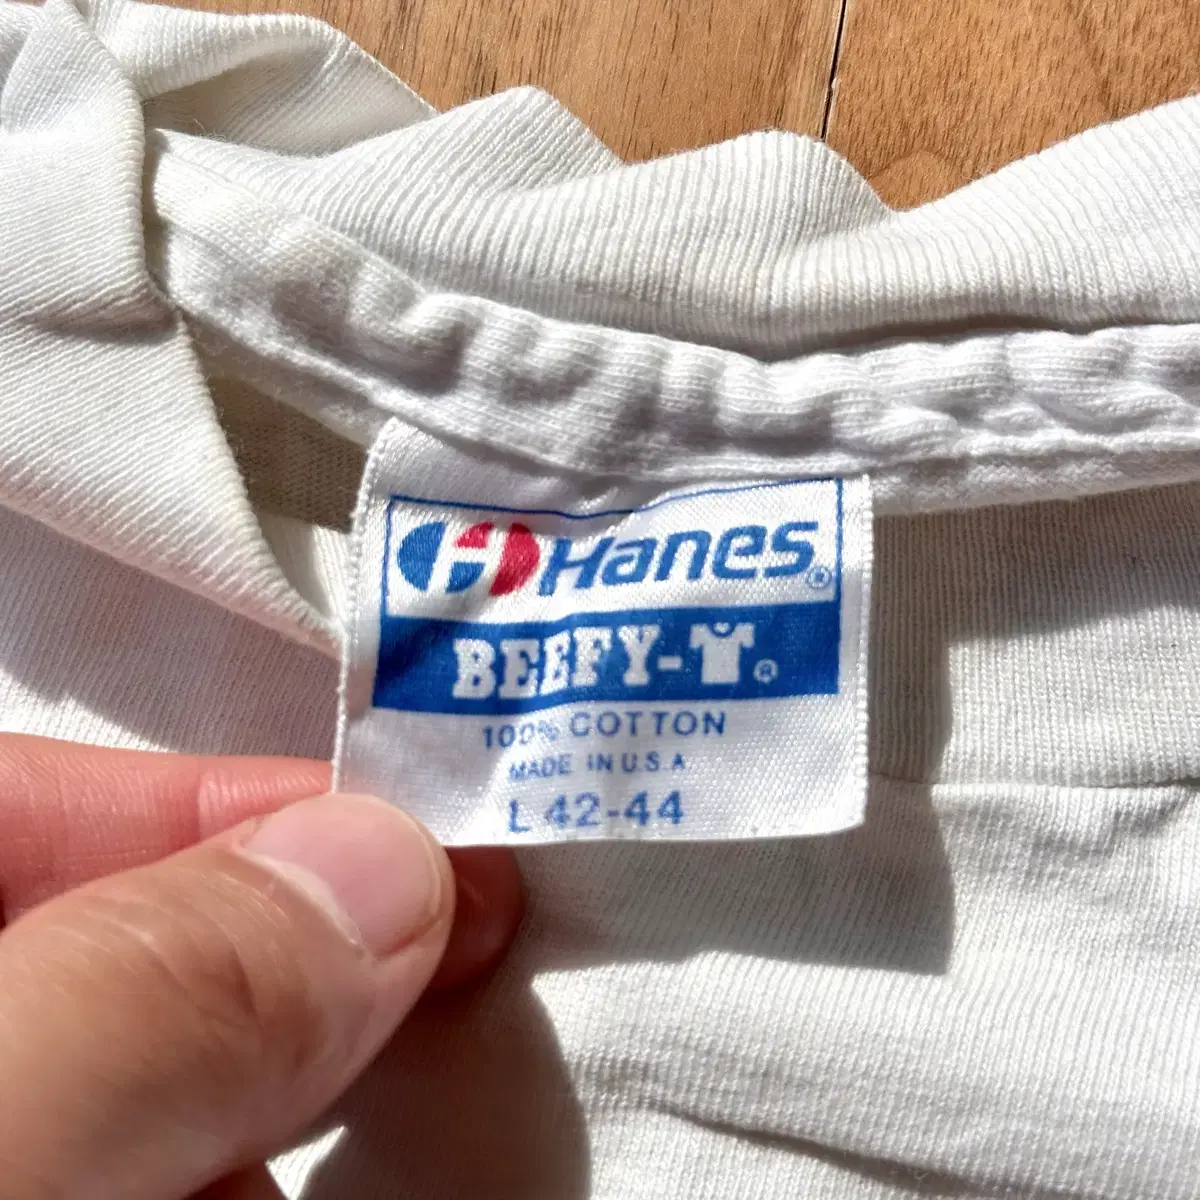 Hanes®
BEEFY-T®
100% COTTON
MADE IN U.S.A
L 42-44